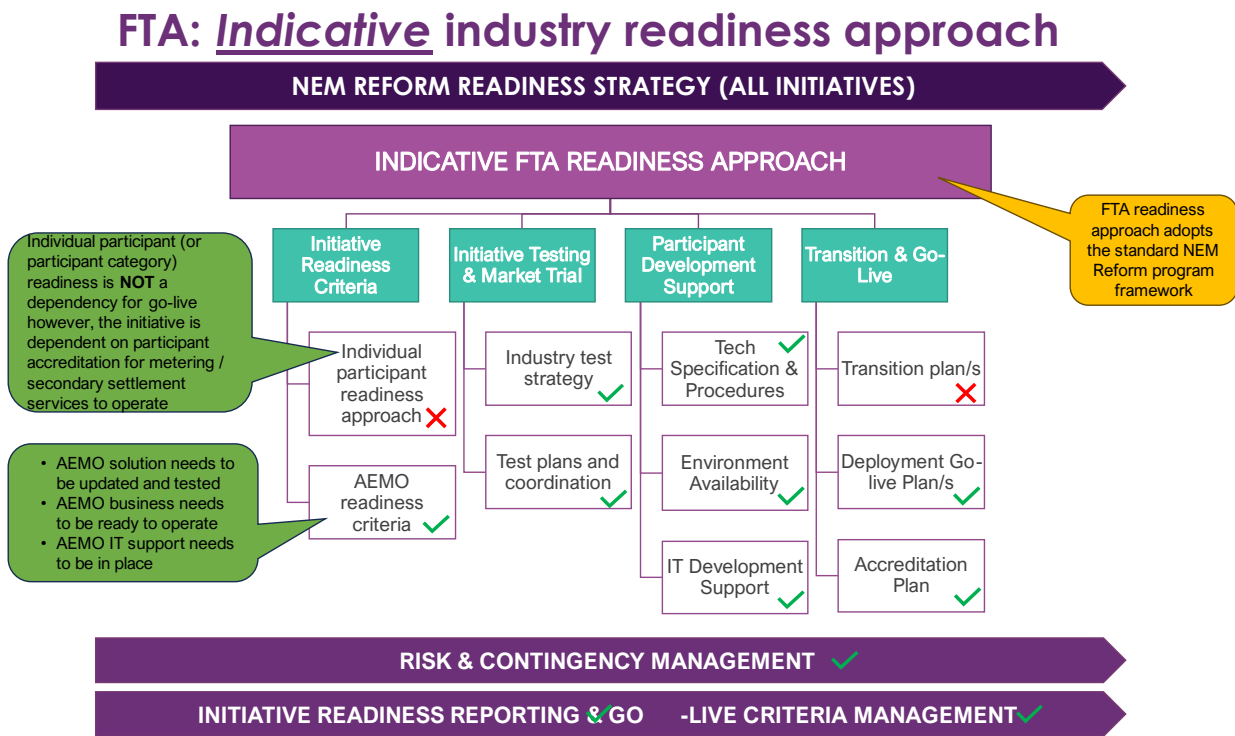 FTA: Indicative industry readiness approach
NEM REFORM READINESS STRATEGY (ALL INITIATIVES)
INDICATIVE FTA READINESS APPROACH
FTA readiness
approach adopts
the standard NEM
Reform program
framework
Individual participant (or
participant category)
readiness is NOT a
dependency for go-live
however, the initiative is
dependent on participant
accreditation for metering /
secondary settlement
services to operate
• AEMO solution needs to
be updated and tested
• AEMO business needs
to be ready to operate
• AEMO IT support needs
to be in place
Initiative
Readiness
Criteria
Individual
participant
readiness
approach
AEMO
readiness
criteria
Initiative Testing
& Market Trial
Industry test
strategy
Test plans and
coordination
Participant
Development
Support
Tech
Specification &
Procedures
Environment
Availability
IT Development
Support
Transition & Go-
Live
Transition plan/s
Deployment Go-
live Plan/s
Accreditation
Plan
RISK & CONTINGENCY MANAGEMENT
INITIATIVE READINESS REPORTING & GO -LIVE CRITERIA MANAGEMENT